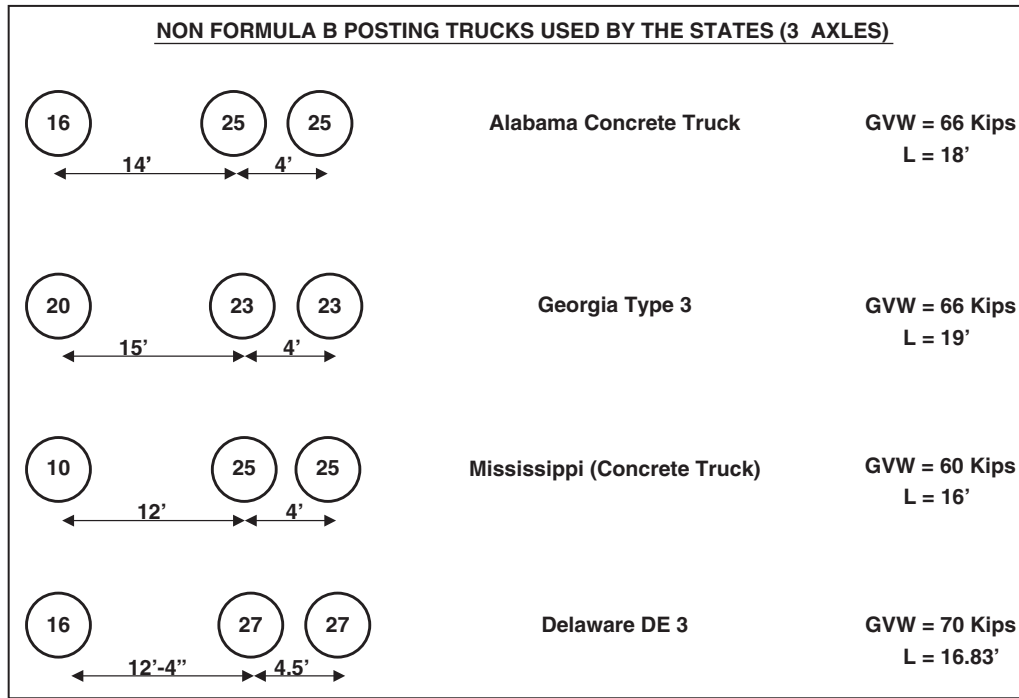 NON FORMULA B POSTING TRUCKS USED BY THE STATES (3 AXLES)
16 25 25 Alabama Concrete Truck GVW = 66 Kips
14’ 4’ L = 18’
20 23 23 Georgia Type 3 GVW = 66 Kips
15’ 4’ L = 19’
10 25 25 Mississippi (Concrete Truck) GVW = 60 Kips
12’ 4’ L = 16’
16 27 27 Delaware DE 3 GVW = 70 Kips
12’-4” 4.5’ L = 16.83’